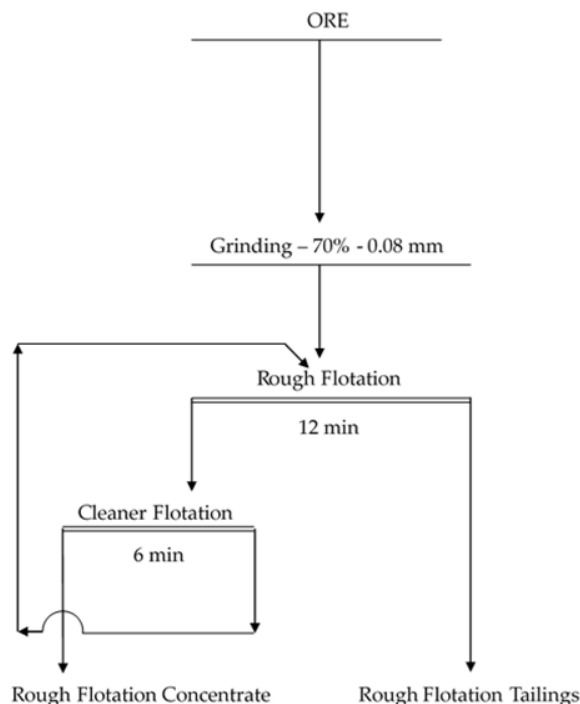 ORE
Grinding – 70% - 0.08 mm
Rough Flotation
12 min
Cleaner Flotation
6 min
Rough Flotation Concentrate
Rough Flotation Tailings